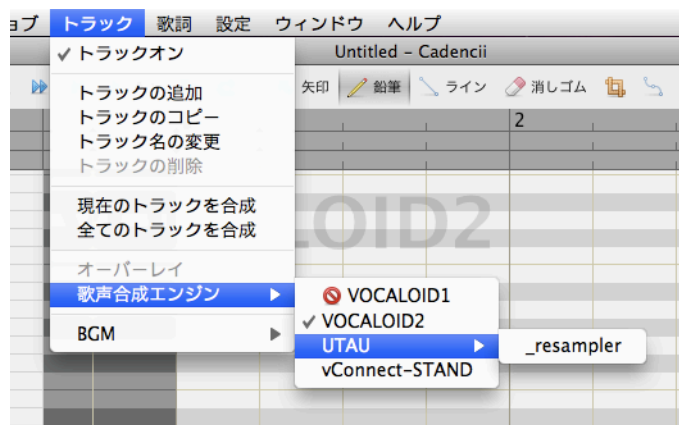 ョブ トラック 歌詞 設定 ウィンドウ ヘルプ
✓ トラックオン
Untitled – Cadencii
矢印 鉛筆 ライン 消しゴム
トラックの追加
トラックのコピー
トラック名の変更
トラックの削除
2
現在のトラックを合成
全てのトラックを合成
LOID2
オーバーレイ
歌声合成エンジン
BGM
VOCALOID1
✓ VOCALOID2
UTAU
vConnect-STAND
_resampler